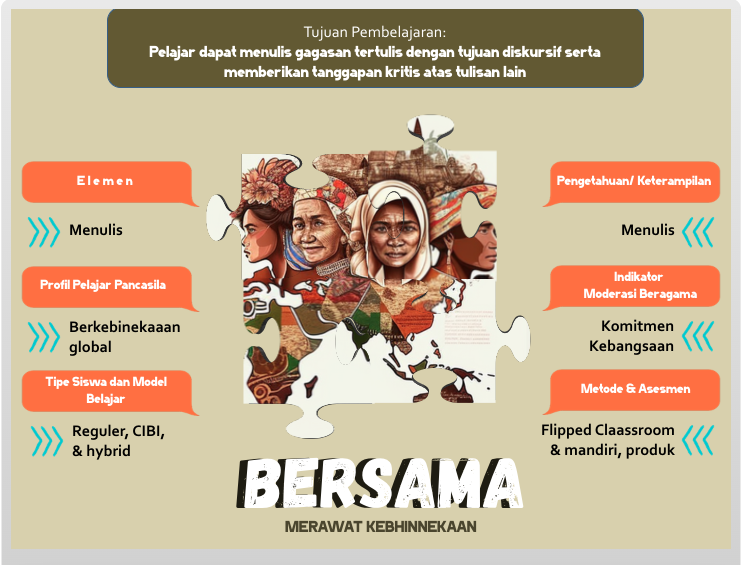 Tujuan Pembelajaran:
Pelajar dapat menulis gagasan tertulis dengan tujuan diskursif serta
memberikan tanggapan kritis atas tulisan lain
Elemen
Menulis
Profil Pelajar Pancasila
Berkebinekaaan
global
Tipe Siswa dan Model
Belajar
Reguler, CIBI,
& hybrid
Pengetahuan/ Keterampilan
Menulis
Indikator
Moderasi Beragama
Komitmen
Kebangsaan
Metode & Asesmen
Flipped Claassroom
& mandiri, produk
BERSAMA
MERAWAT KEBHINNEKAAN